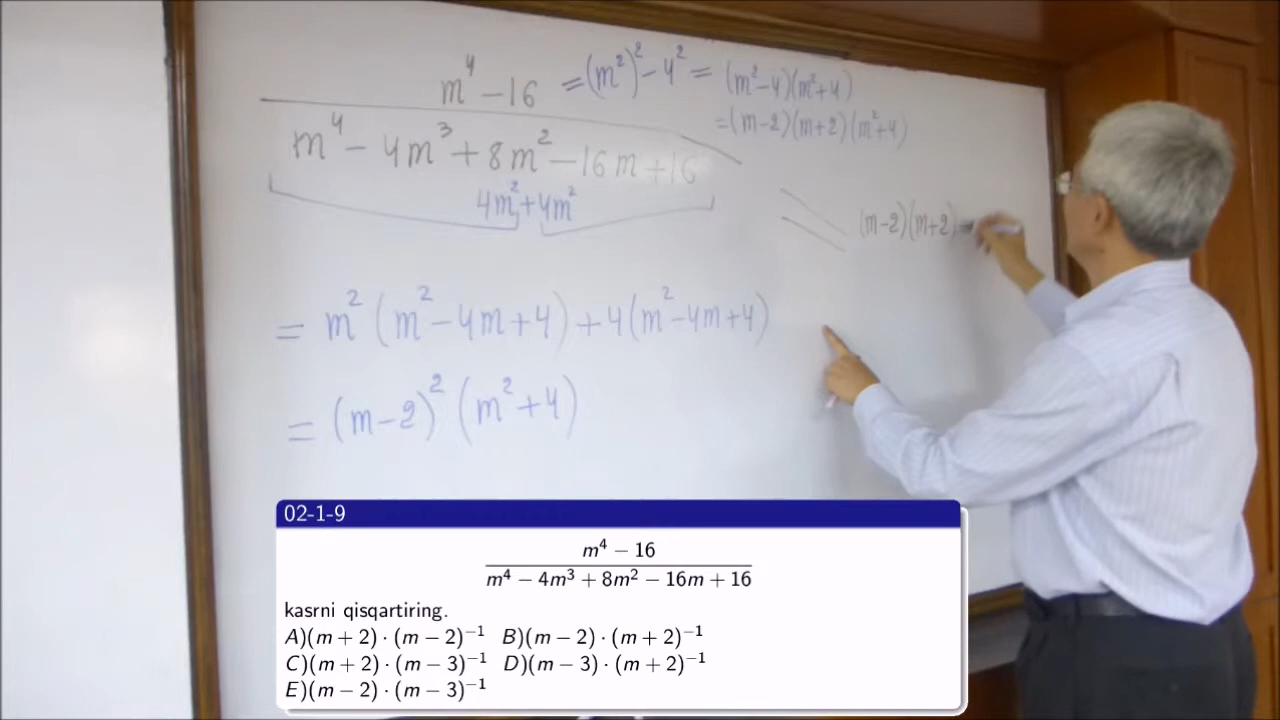 m⁴ − 16 = (m²)² − 4² = (m² − 4)(m² + 4)
= (m − 2)(m + 2)(m² + 4)
m⁴ − 4m³ + 8m² − 16m + 16
4m² + 4m²
(m−2)(m+2)
= m² (m² − 4m + 4) + 4(m² − 4m + 4)
= (m − 2)² (m² + 4)
02-1-9
m⁴ − 16
m⁴ − 4m³ + 8m² − 16m + 16
kasrni qisqartiring.
A)(m + 2) · (m − 2)⁻¹ B)(m − 2) · (m + 2)⁻¹
C)(m + 2) · (m − 3)⁻¹ D)(m − 3) · (m + 2)⁻¹
E)(m − 2) · (m − 3)⁻¹